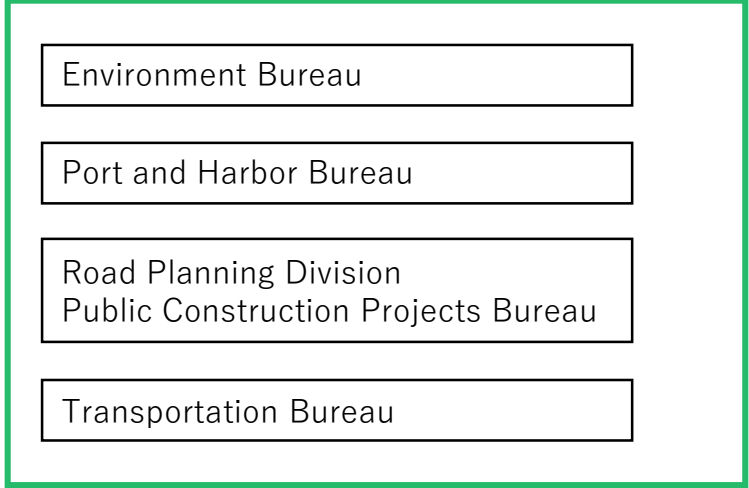 Environment Bureau
Port and Harbor Bureau
Road Planning Division
Public Construction Projects Bureau
Transportation Bureau